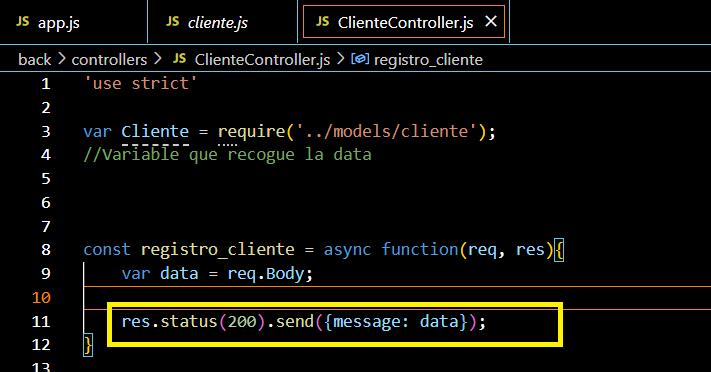 JS app.js JS cliente.js JS ClienteController.js ×
back > controllers > JS ClienteController.js > registro_cliente
1 'use strict'
2
3 var Cliente = require('../models/cliente');
4 //Variable que recogue la data
5
6
7
8 const registro_cliente = async function(req, res){
9 var data = req.Body;
10
11 res.status(200).send({message: data});
12 }
13